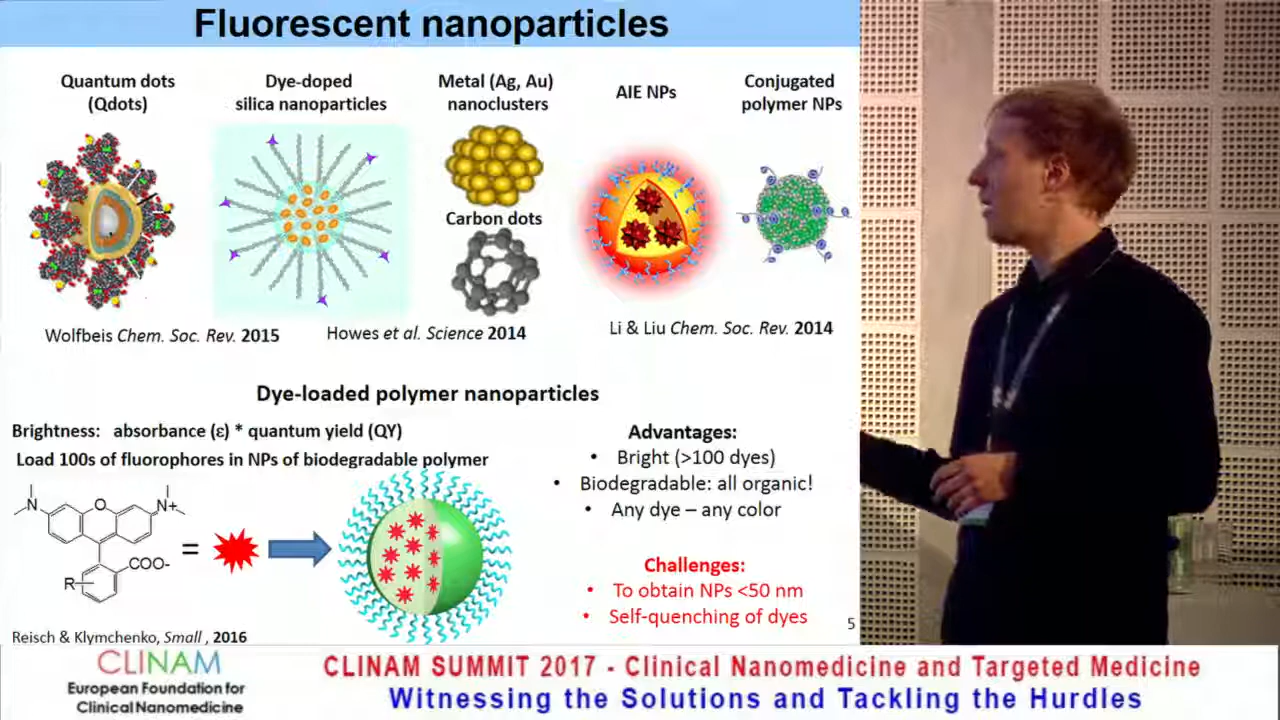 Fluorescent nanoparticles
Quantum dots
(Qdots)
Dye-doped
silica nanoparticles
Metal (Ag, Au)
nanoclusters
AIE NPs
Conjugated
polymer NPs
Carbon dots
Wolfbeis Chem. Soc. Rev. 2015
Howes et al. Science 2014
Li & Liu Chem. Soc. Rev. 2014
Dye-loaded polymer nanoparticles
Brightness: absorbance (ε) * quantum yield (QY)
Load 100s of fluorophores in NPs of biodegradable polymer
N
O
N+
COO-
R
=
Advantages:
• Bright (>100 dyes)
• Biodegradable: all organic!
• Any dye – any color
Challenges:
• To obtain NPs <50 nm
• Self-quenching of dyes
Reisch & Klymchenko, Small , 2016
5
CLINAM
European Foundation for
Clinical Nanomedicine
CLINAM SUMMIT 2017 - Clinical Nanomedicine and Targeted Medicine
Witnessing the Solutions and Tackling the Hurdles